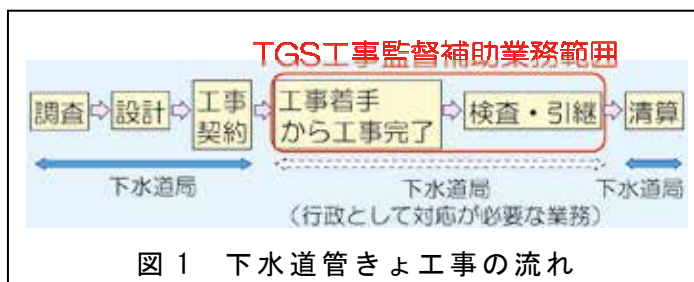 TGS工事監督補助業務範囲
調査⇨設計⇨工事契約⇨工事着手から工事完了⇨検査・引継⇨清算
下水道局
下水道局
下水道局
(行政として対応が必要な業務)
図1 下水道管きょ工事の流れ